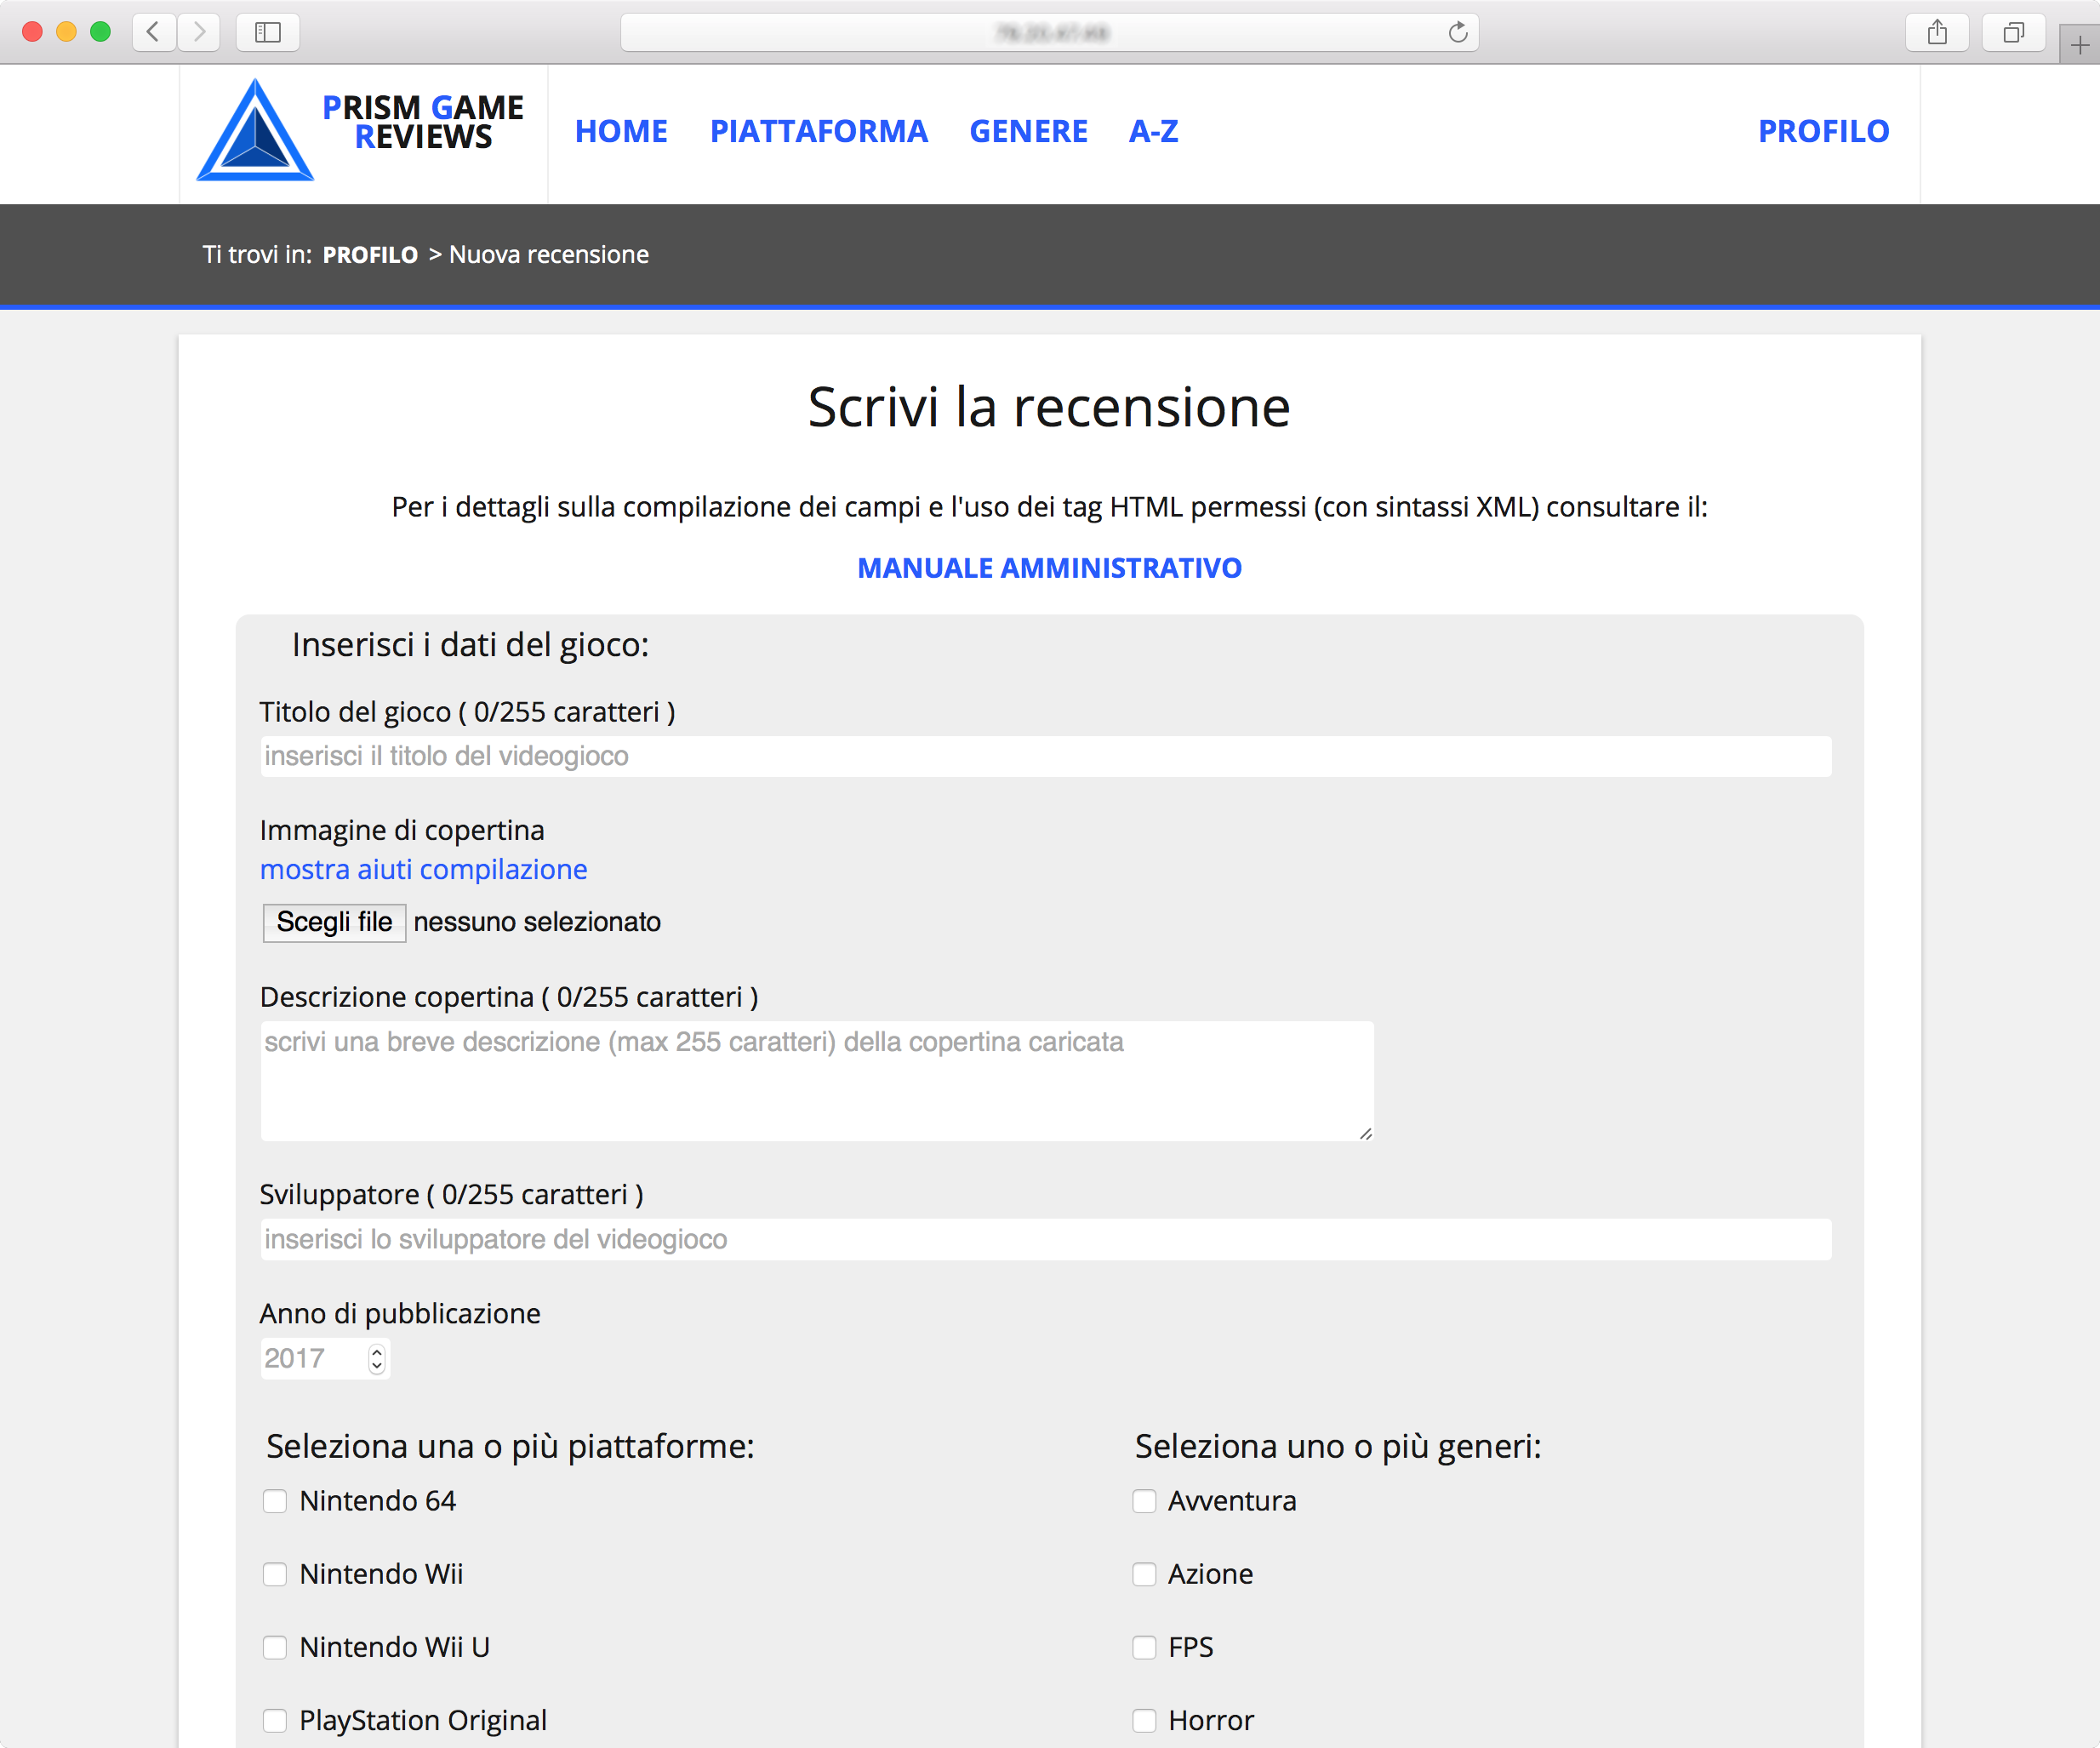 PRISM GAME
REVIEWS
HOME PIATTAFORMA GENERE A-Z PROFILO
Ti trovi in: PROFILO > Nuova recensione
Scrivi la recensione
Per i dettagli sulla compilazione dei campi e l'uso dei tag HTML permessi (con sintassi XML) consultare il:
MANUALE AMMINISTRATIVO
Inserisci i dati del gioco:
Titolo del gioco ( 0/255 caratteri )
inserisci il titolo del videogioco
Immagine di copertina
mostra aiuti compilazione
Scegli file nessuno selezionato
Descrizione copertina ( 0/255 caratteri )
scrivi una breve descrizione (max 255 caratteri) della copertina caricata
Sviluppatore ( 0/255 caratteri )
inserisci lo sviluppatore del videogioco
Anno di pubblicazione
2017
Seleziona una o più piattaforme:
Nintendo 64
Nintendo Wii
Nintendo Wii U
PlayStation Original
Seleziona uno o più generi:
Avventura
Azione
FPS
Horror